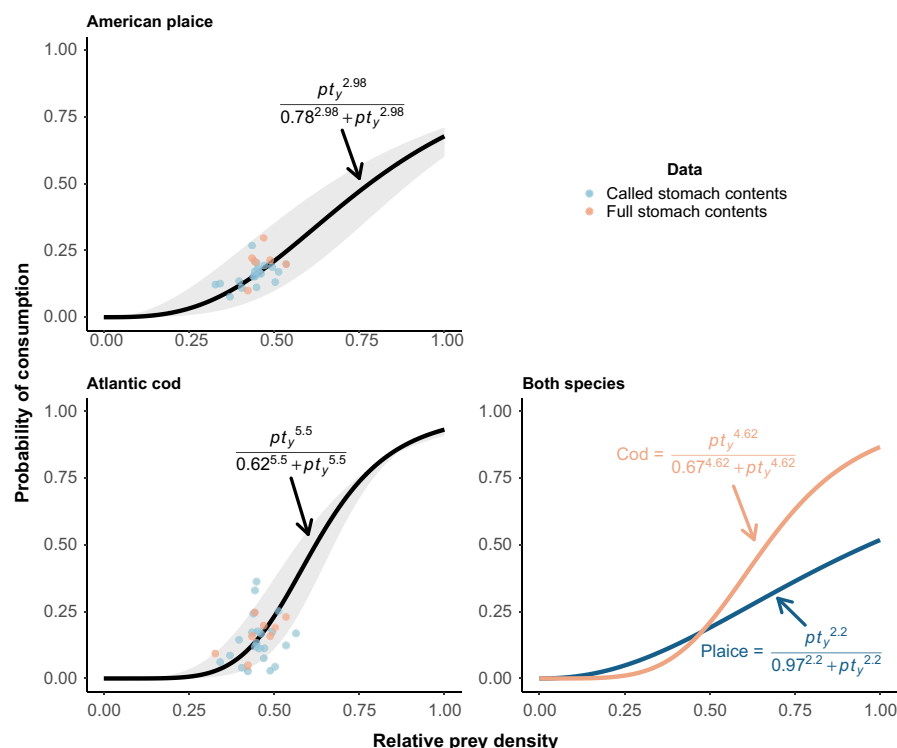 American plaice
1.00
0.75
0.50
0.25
0.00
0.00 0.25 0.50 0.75 1.00
pt_y^2.98
0.78^2.98 + pt_y^2.98
Data
Called stomach contents
Full stomach contents
Probability of consumption
Atlantic cod
1.00
0.75
0.50
0.25
0.00
0.00 0.25 0.50 0.75 1.00
pt_y^5.5
0.62^5.5 + pt_y^5.5
Both species
1.00
0.75
0.50
0.25
0.00
0.00 0.25 0.50 0.75 1.00
Cod = pt_y^4.62
0.67^4.62 + pt_y^4.62
Plaice = pt_y^2.2
0.97^2.2 + pt_y^2.2
Relative prey density